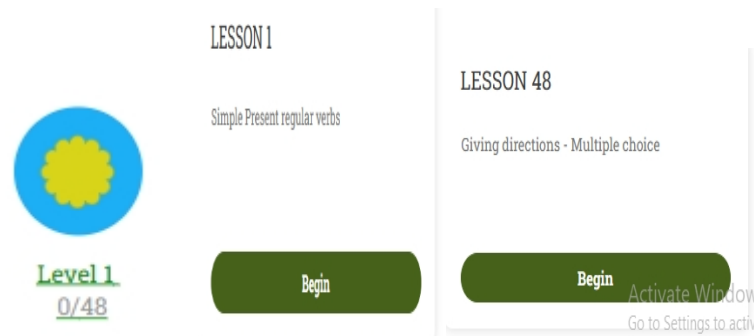 LESSON 1
Simple Present regular verbs
Begin
Level 1
0/48
LESSON 48
Giving directions - Multiple choice
Begin
Activate Window
Go to Settings to acti